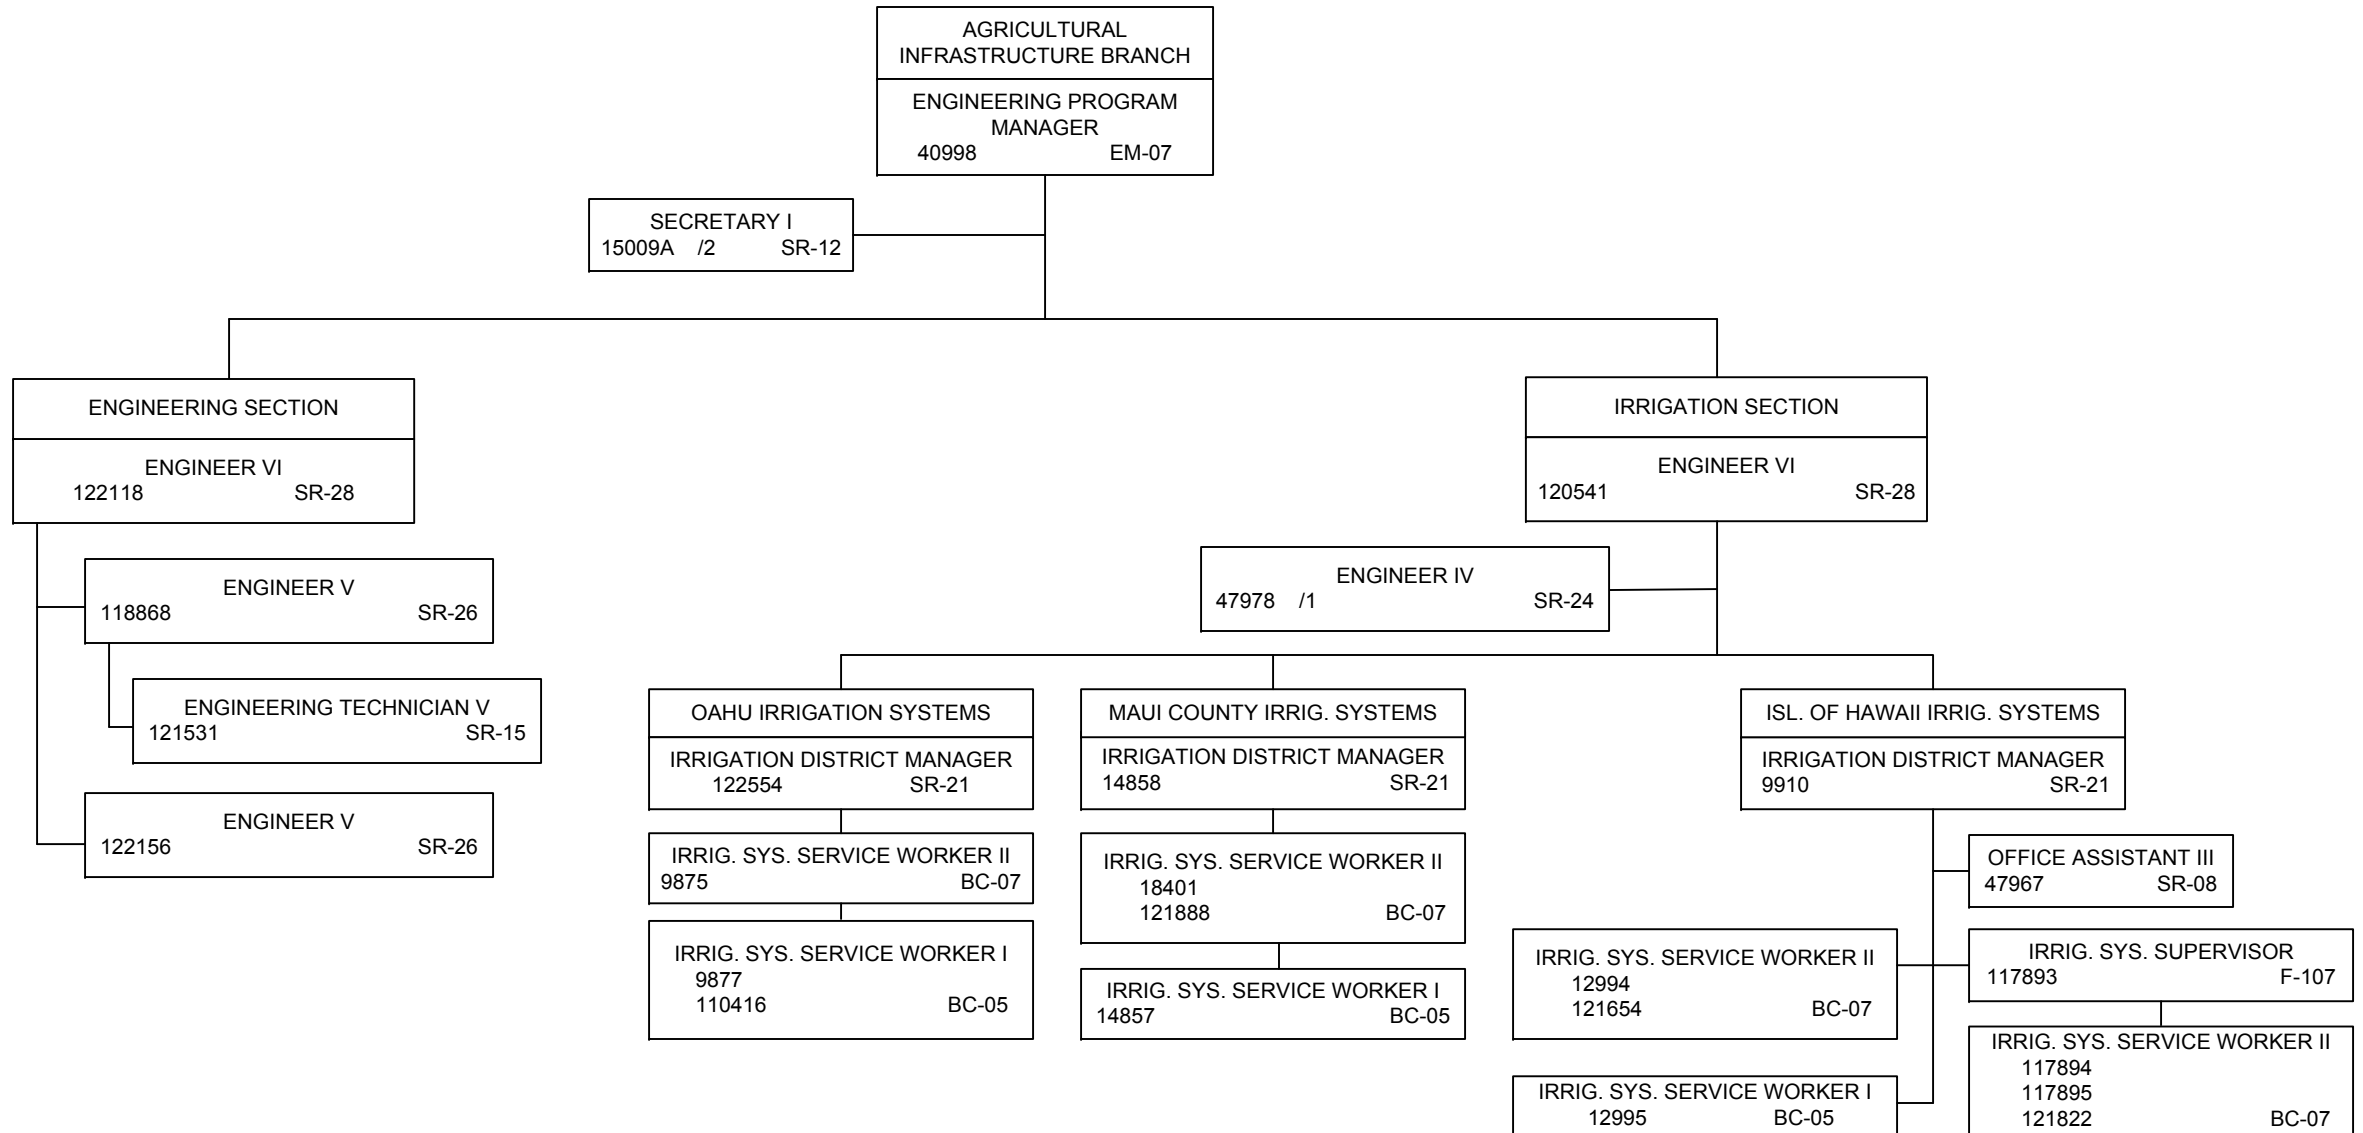 AGRICULTURAL
INFRASTRUCTURE BRANCH
ENGINEERING PROGRAM
MANAGER
40998 EM-07
SECRETARY I
15009A /2 SR-12
ENGINEERING SECTION
ENGINEER VI
122118 SR-28
ENGINEER V
118868 SR-26
ENGINEERING TECHNICIAN V
121531 SR-15
ENGINEER V
122156 SR-26
IRRIGATION SECTION
ENGINEER VI
120541 SR-28
ENGINEER IV
47978 /1 SR-24
OAHU IRRIGATION SYSTEMS
IRRIGATION DISTRICT MANAGER
122554 SR-21
IRRIG. SYS. SERVICE WORKER II
9875 BC-07
IRRIG. SYS. SERVICE WORKER I
9877
110416 BC-05
MAUI COUNTY IRRIG. SYSTEMS
IRRIGATION DISTRICT MANAGER
14858 SR-21
IRRIG. SYS. SERVICE WORKER II
18401
121888 BC-07
IRRIG. SYS. SERVICE WORKER I
14857 BC-05
ISL. OF HAWAII IRRIG. SYSTEMS
IRRIGATION DISTRICT MANAGER
9910 SR-21
OFFICE ASSISTANT III
47967 SR-08
IRRIG. SYS. SERVICE WORKER II
12994
121654 BC-07
IRRIG. SYS. SUPERVISOR
117893 F-107
IRRIG. SYS. SERVICE WORKER II
117894
117895
121822 BC-07
IRRIG. SYS. SERVICE WORKER I
12995 BC-05